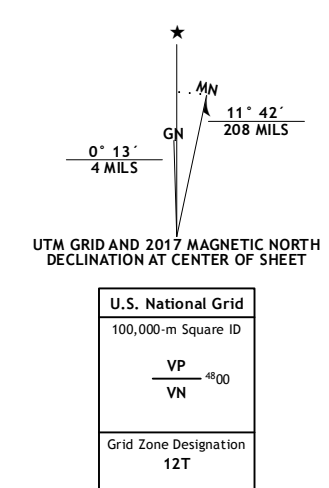 ★
MN
GN
11° 42´
208 MILS
0° 13´
4 MILS
UTM GRID AND 2017 MAGNETIC NORTH
DECLINATION AT CENTER OF SHEET
U.S. National Grid
100,000-m Square ID
VP
4800
VN
Grid Zone Designation
12T